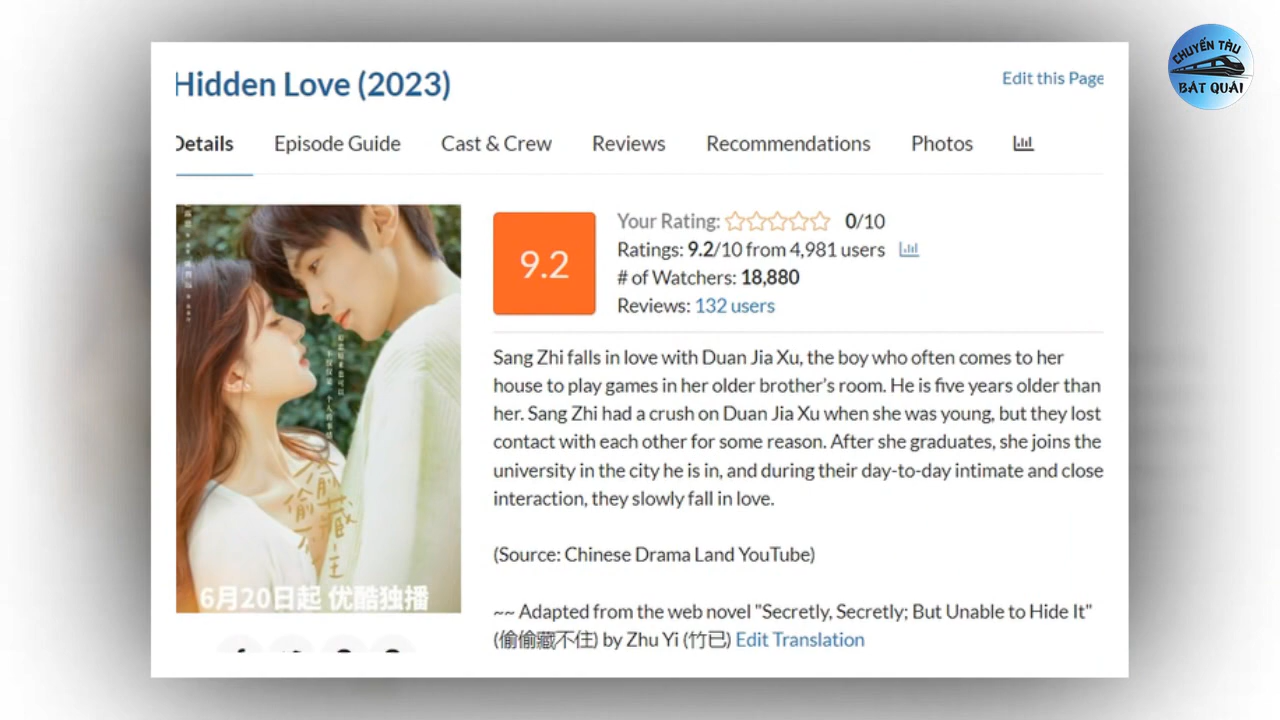 CHUYẾN TÀU
BÁT QUÁI
Hidden Love (2023)
Edit this Page
Details Episode Guide Cast & Crew Reviews Recommendations Photos
9.2
Your Rating: 0/10
Ratings: 9.2/10 from 4,981 users
# of Watchers: 18,880
Reviews: 132 users
Sang Zhi falls in love with Duan Jia Xu, the boy who often comes to her
house to play games in her older brother’s room. He is five years older than
her. Sang Zhi had a crush on Duan Jia Xu when she was young, but they lost
contact with each other for some reason. After she graduates, she joins the
university in the city he is in, and during their day-to-day intimate and close
interaction, they slowly fall in love.
(Source: Chinese Drama Land YouTube)
~~ Adapted from the web novel "Secretly, Secretly; But Unable to Hide It"
(偷偷藏不住) by Zhu Yi (竹已) Edit Translation
偷偷藏不住
6月20日起 优酷独播